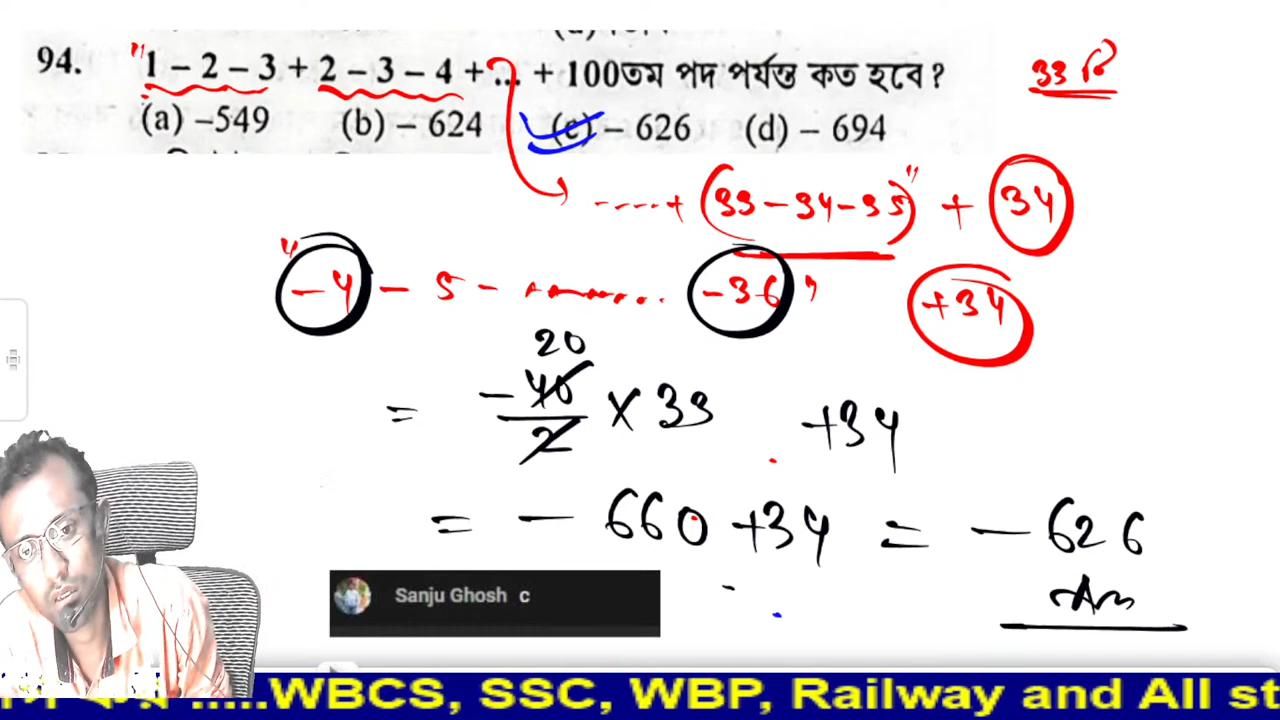 94. 1 – 2 – 3 + 2 – 3 – 4 + ... + 100তম পদ পর্যন্ত কত হবে ?
33 টি
(a) –549 (b) – 624 (c) – 626 (d) – 694
.....+ (33 – 34 – 35) + 34
– 4 – 5 – ........... – 36 + 34
20
= – 40/2 × 33 + 34
= – 660 + 34 = – 626
Ans
Sanju Ghosh c
.....WBCS, SSC, WBP, Railway and All st